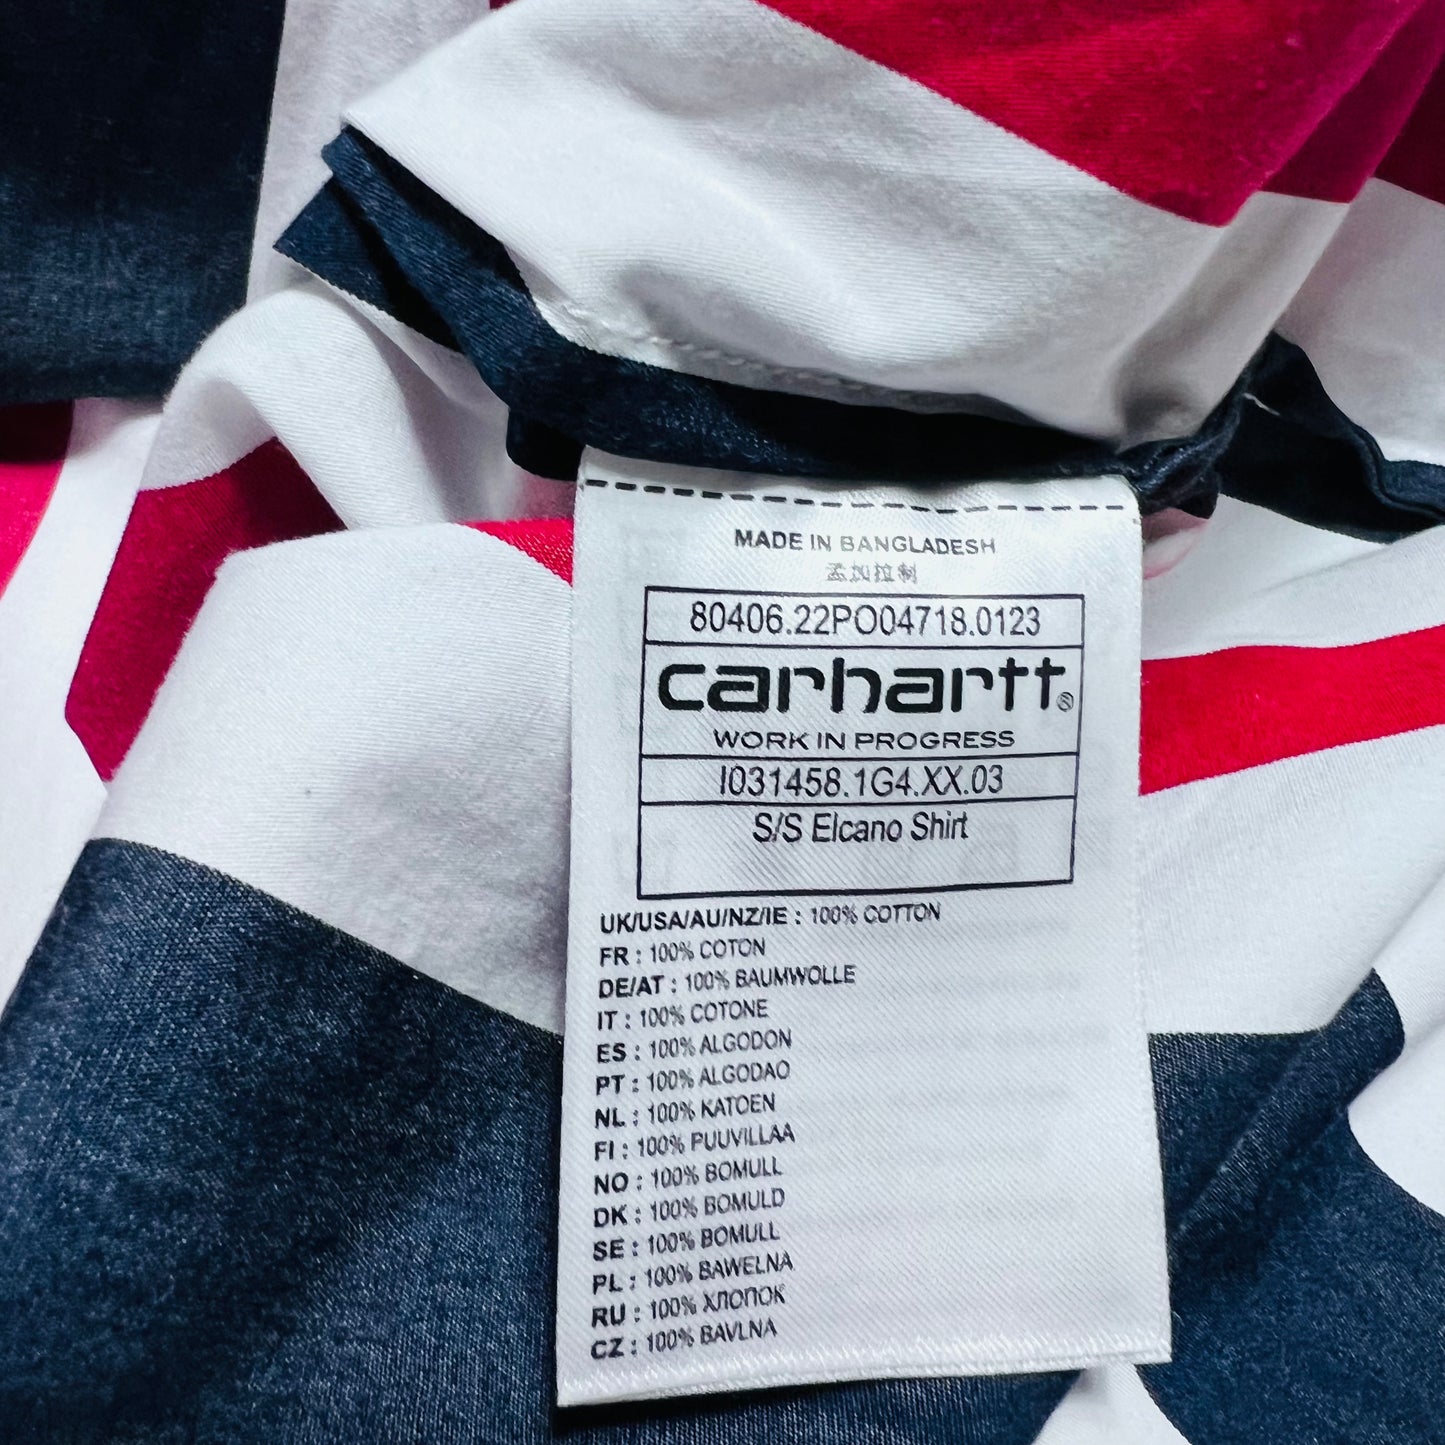 MADE IN BANGLADESH
孟加拉制
80406.22PO04718.0123
carhartt®
WORK IN PROGRESS
I031458.1G4.XX.03
S/S Elcano Shirt
UK/USA/AU/NZ/IE : 100% COTTON
FR : 100% COTON
DE/AT : 100% BAUMWOLLE
IT : 100% COTONE
ES : 100% ALGODON
PT : 100% ALGODAO
NL : 100% KATOEN
FI : 100% PUUVILLAA
NO : 100% BOMULL
DK : 100% BOMULD
SE : 100% BOMULL
PL : 100% BAWELNA
RU : 100% ХЛОПОК
CZ : 100% BAVLNA